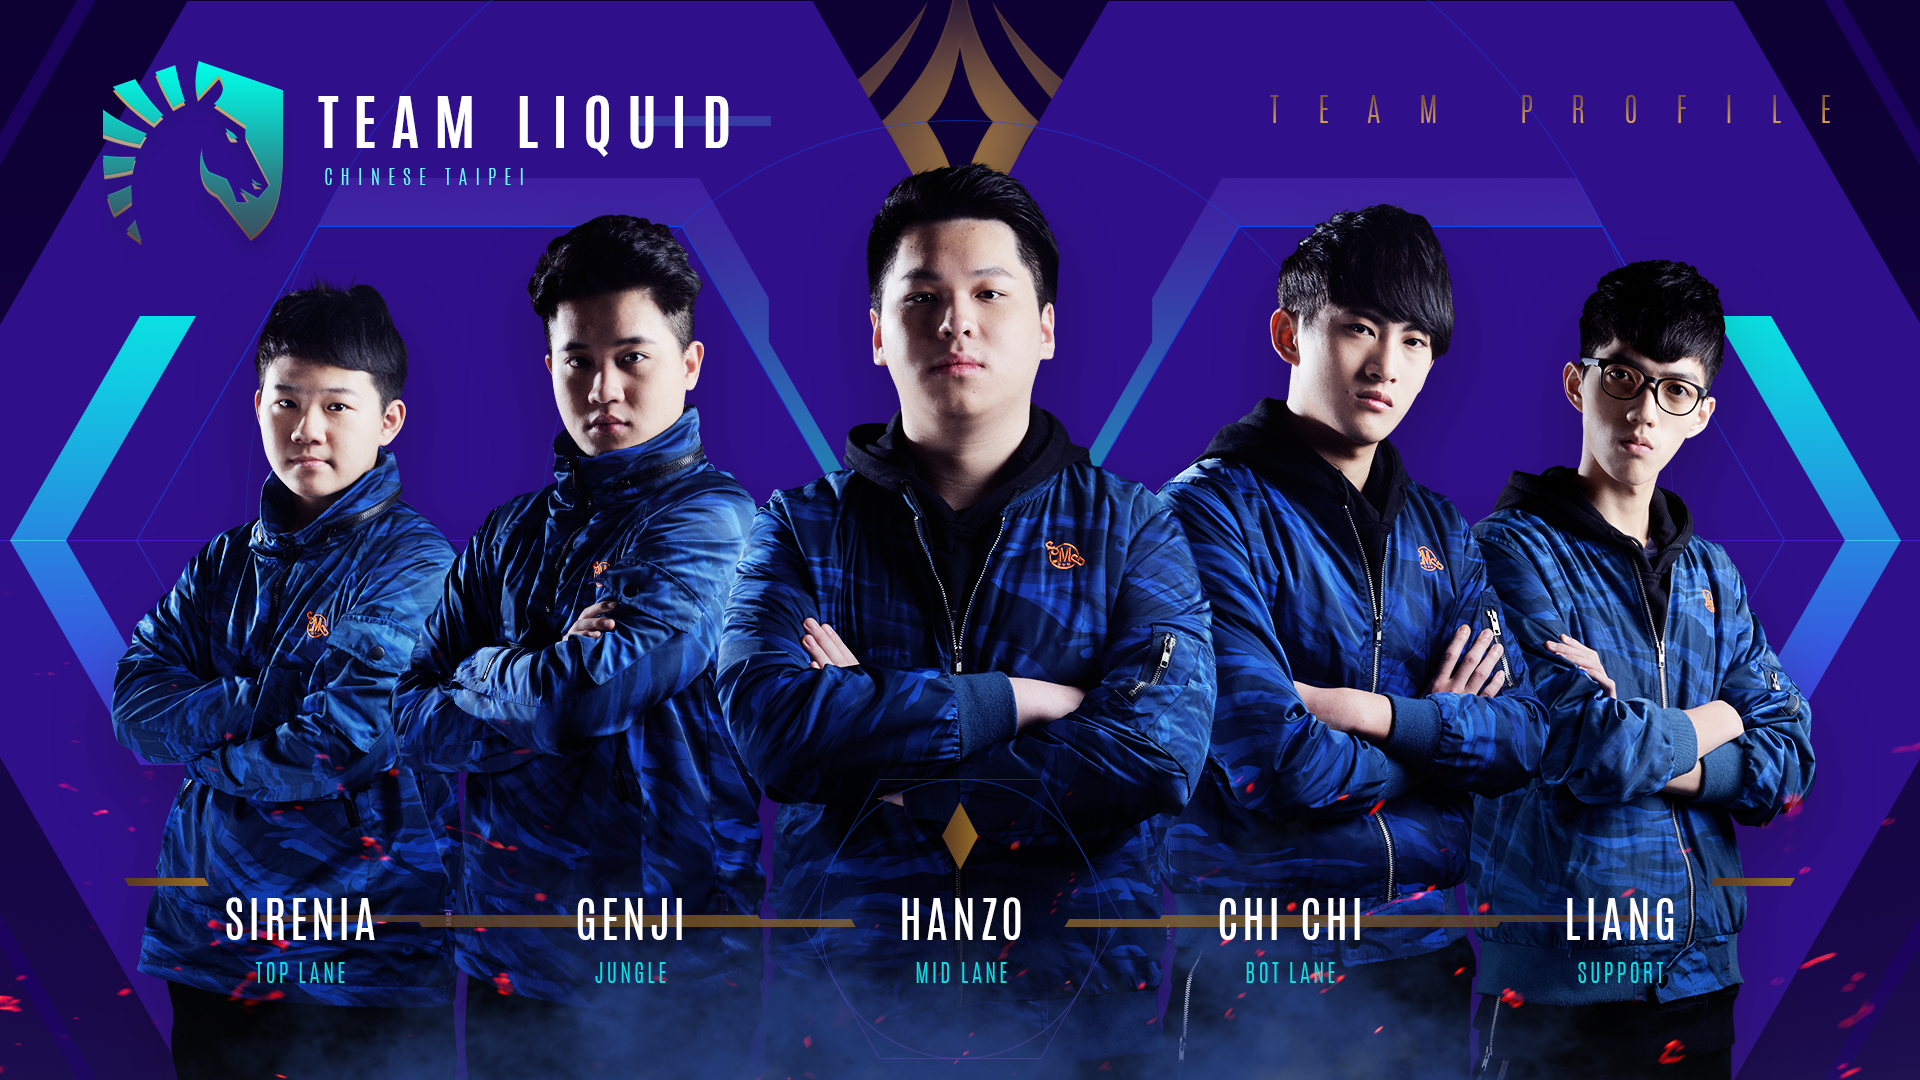 TEAM LIQUID
CHINESE TAIPEI
TEAM PROFILE
SIRENIA
TOP LANE
GENJI
JUNGLE
HANZO
MID LANE
CHI CHI
BOT LANE
LIANG
SUPPORT